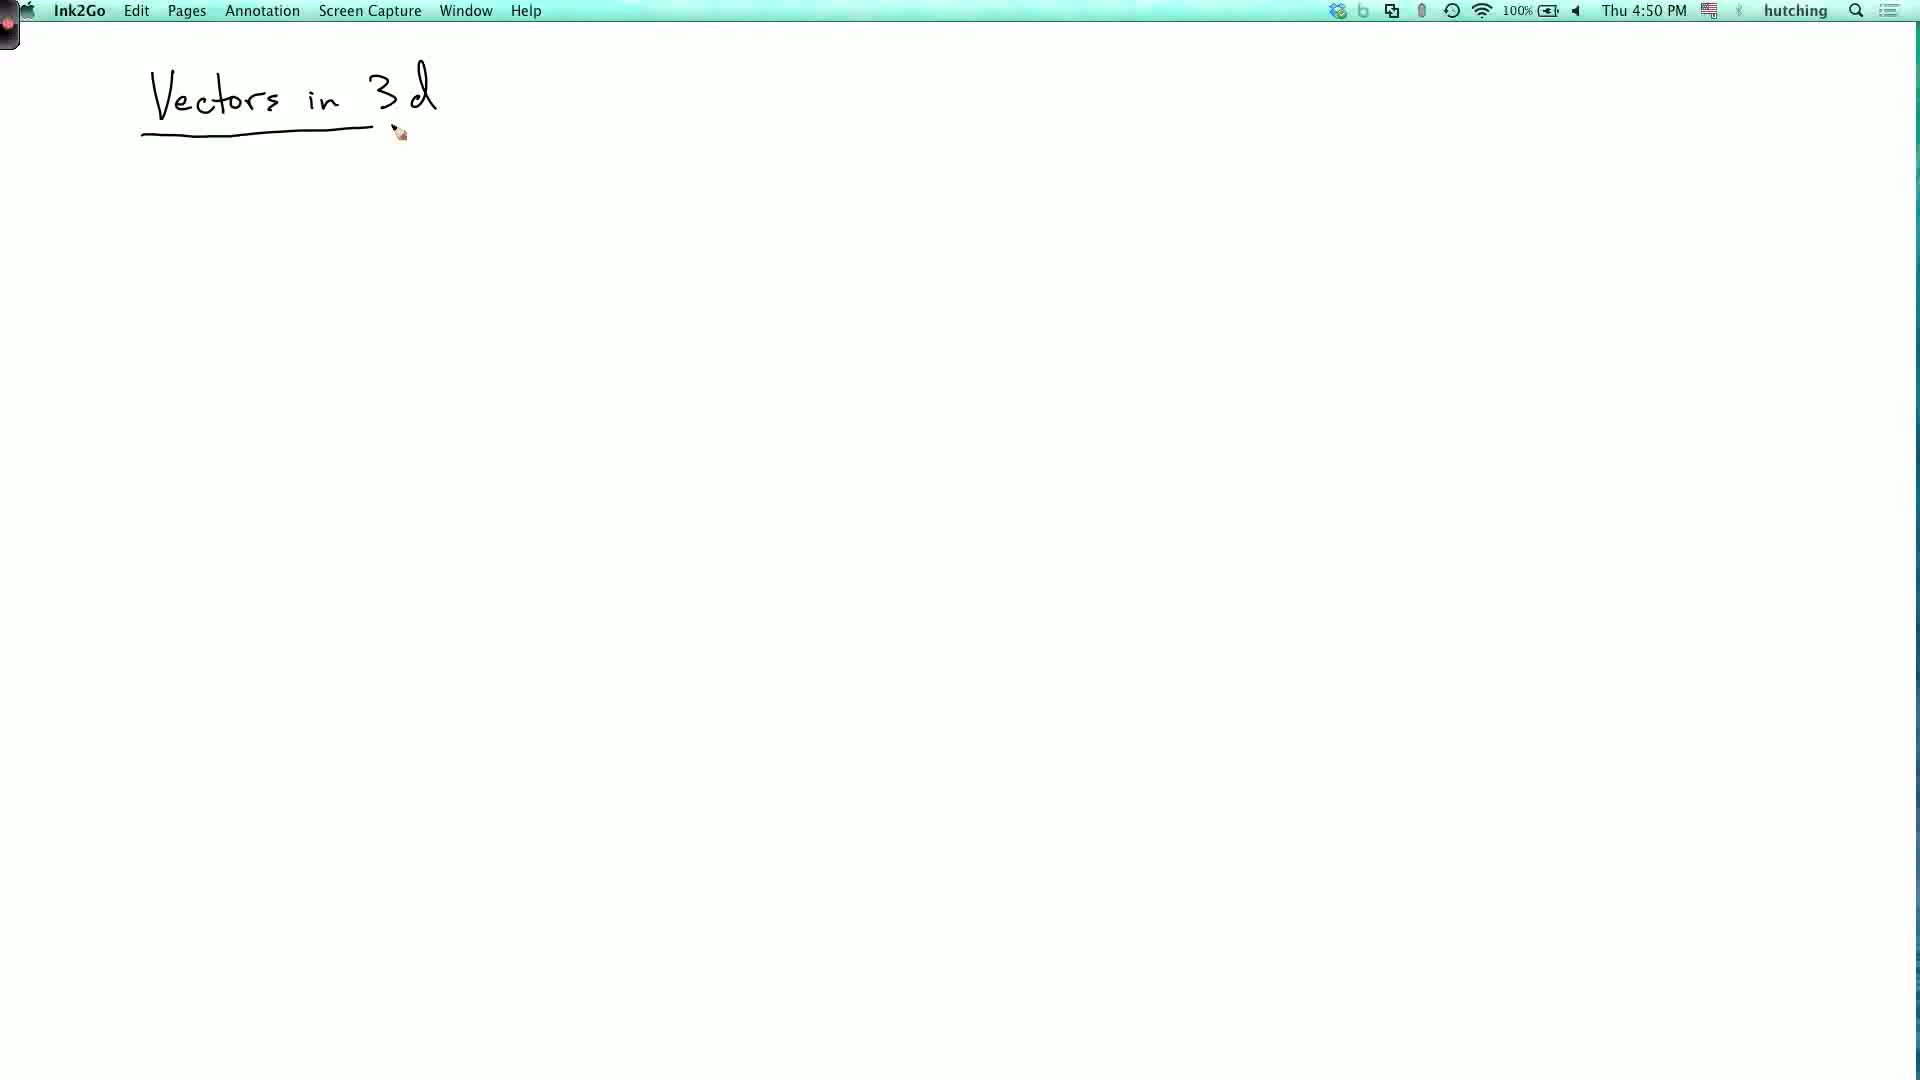 Ink2Go Edit Pages Annotation Screen Capture Window Help 100% Thu 4:50 PM hutching
Vectors in 3d